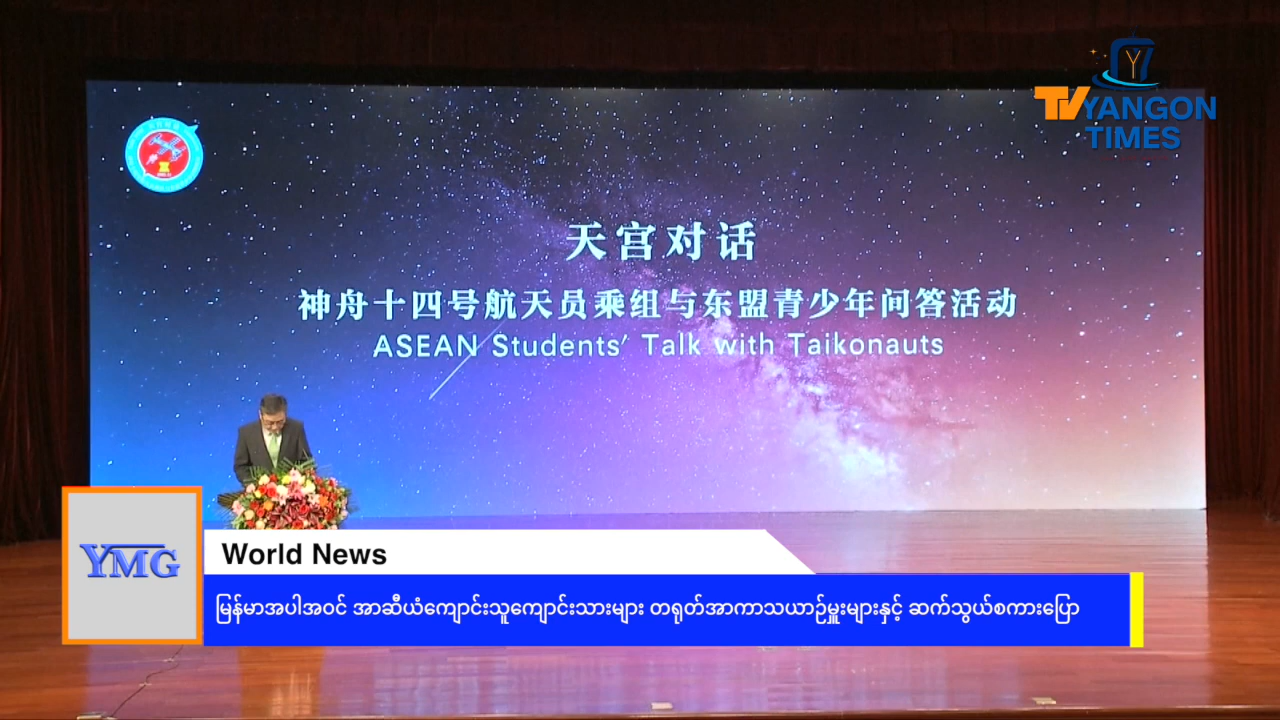 TV YANGON
TIMES
天宫对话
神舟十四号航天员乘组与东盟青少年问答活动
ASEAN Students' Talk with Taikonauts
YMG
World News
မြန်မာအပါအဝင် အာဆီယံကျောင်းသူကျောင်းသားများ တရုတ်အာကာသယာဉ်မှူးများနှင့် ဆက်သွယ်စကားပြော